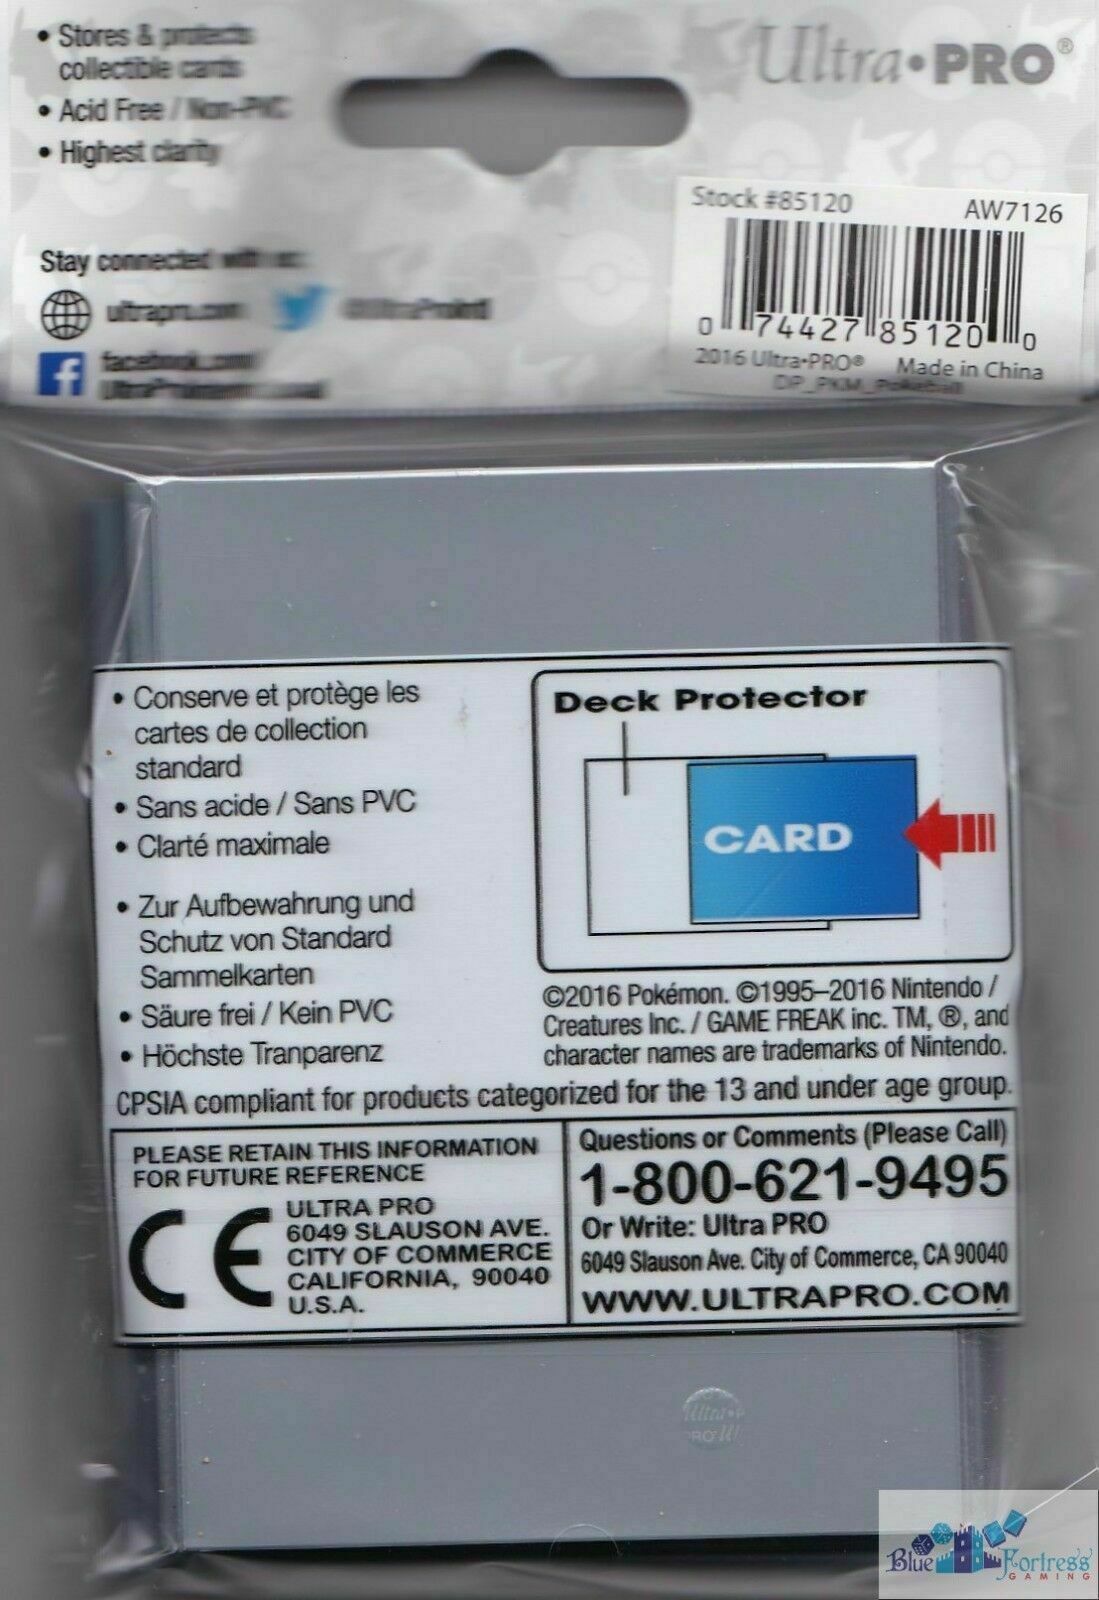 • Stores & protects
collectible cards
• Acid Free / Non-PVC
• Highest clarity
Ultra•PRO®
Stock #85120 AW7126
0 74427 85120 0
2016 Ultra•PRO® Made in China
DP_PKM_Pokeball
Stay connected with us:
ultrapro.com @UltraProIntl
facebook.com/
• Conserve et protège les
cartes de collection
standard
• Sans acide / Sans PVC
• Clarté maximale
• Zur Aufbewahrung und
Schutz von Standard
Sammelkarten
• Säure frei / Kein PVC
• Höchste Tranparenz
Deck Protector
CARD
©2016 Pokémon. ©1995–2016 Nintendo /
Creatures Inc. / GAME FREAK inc. TM, ®, and
character names are trademarks of Nintendo.
CPSIA compliant for products categorized for the 13 and under age group.
PLEASE RETAIN THIS INFORMATION
FOR FUTURE REFERENCE
CE
ULTRA PRO
6049 SLAUSON AVE.
CITY OF COMMERCE
CALIFORNIA, 90040
U.S.A.
Questions or Comments (Please Call)
1-800-621-9495
Or Write: Ultra PRO
6049 Slauson Ave. City of Commerce, CA 90040
WWW.ULTRAPRO.COM
Ultra•
PRO
Blue Fortress
GAMING